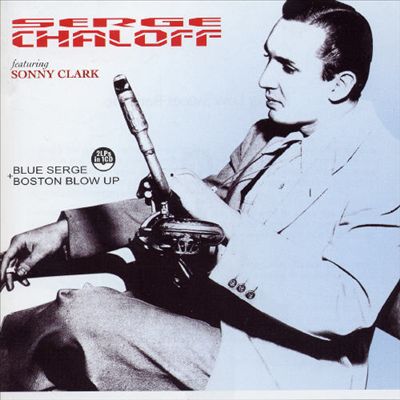 SERGE
CHALOFF
featuring
SONNY CLARK
2LPs
in 1CD
BLUE SERGE
+BOSTON BLOW UP